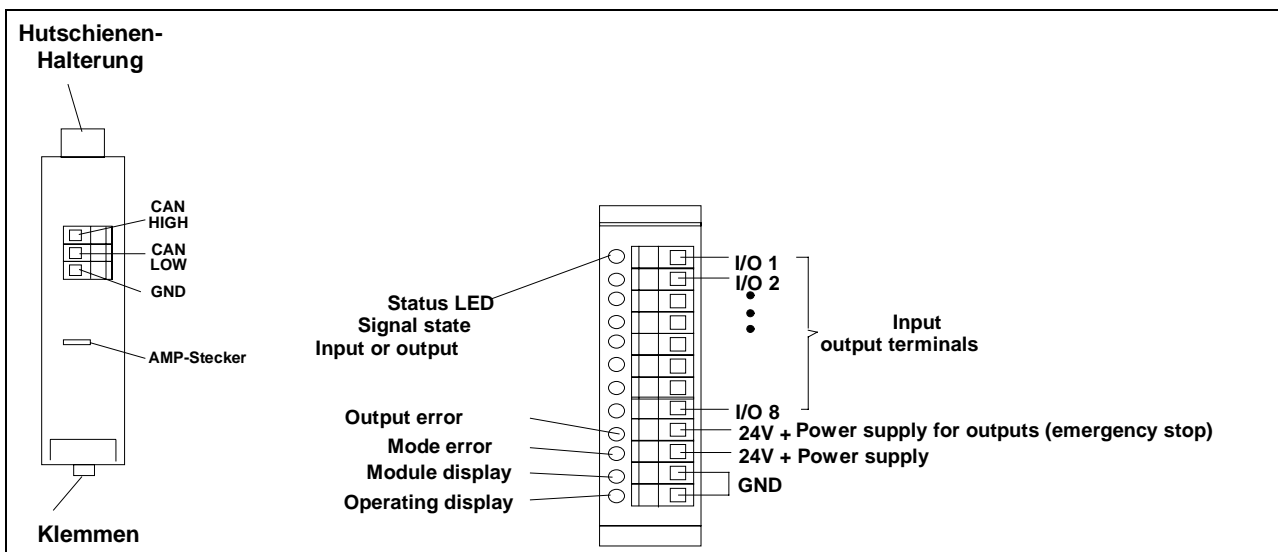 Hutschienen-
Halterung
CAN
HIGH
CAN
LOW
GND
AMP-Stecker
Klemmen
Status LED
Signal state
Input or output
Output error
Mode error
Module display
Operating display
I/O 1
I/O 2
I/O 8
24V + Power supply for outputs (emergency stop)
24V + Power supply
GND
Input
output terminals